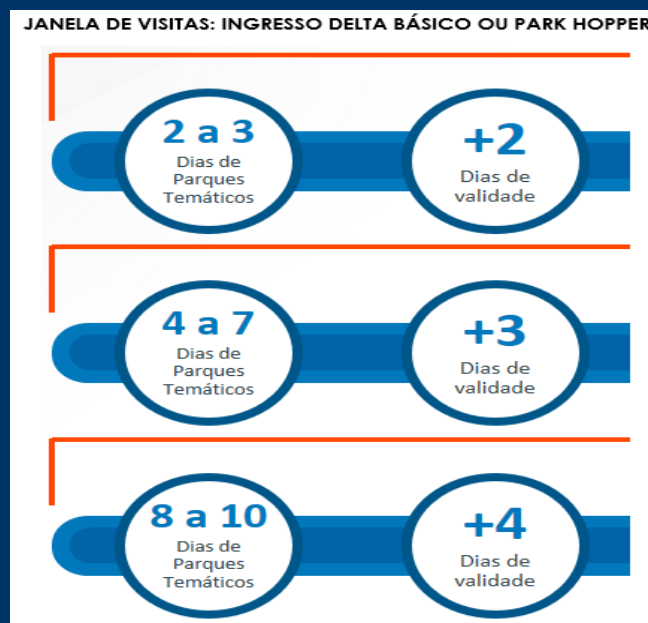 JANELA DE VISITAS: INGRESSO DELTA BÁSICO OU PARK HOPPER
2 a 3
Dias de
Parques
Temáticos
+2
Dias de
validade
4 a 7
Dias de
Parques
Temáticos
+3
Dias de
validade
8 a 10
Dias de
Parques
Temáticos
+4
Dias de
validade